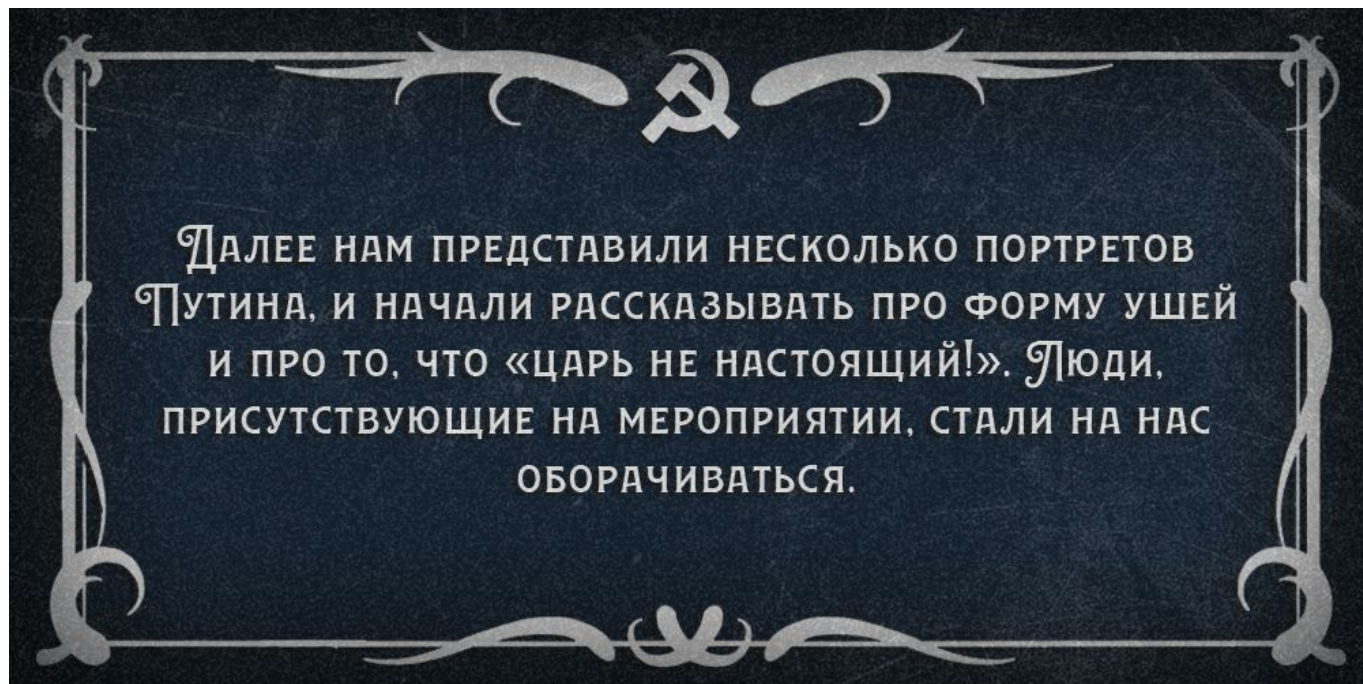 Далее нам представили несколько портретов
Путина, и начали рассказывать про форму ушей
и про то, что «царь не настоящий!». Люди,
присутствующие на мероприятии, стали на нас
оборачиваться.